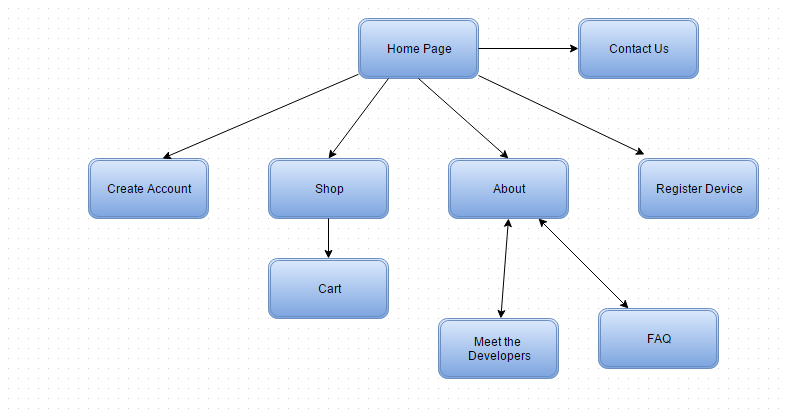 Home Page
Contact Us
Create Account
Shop
About
Register Device
Cart
Meet the
Developers
FAQ